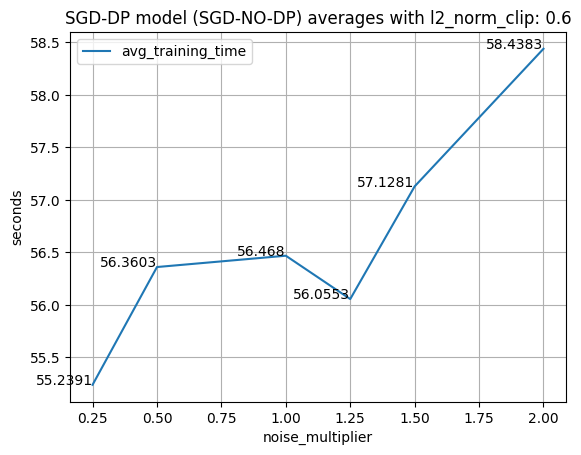 SGD-DP model (SGD-NO-DP) averages with l2_norm_clip: 0.6
avg_training_time
58.4383
57.1281
56.3603
56.468
56.0553
55.2391
58.5
58.0
57.5
57.0
56.5
56.0
55.5
seconds
0.25 0.50 0.75 1.00 1.25 1.50 1.75 2.00
noise_multiplier